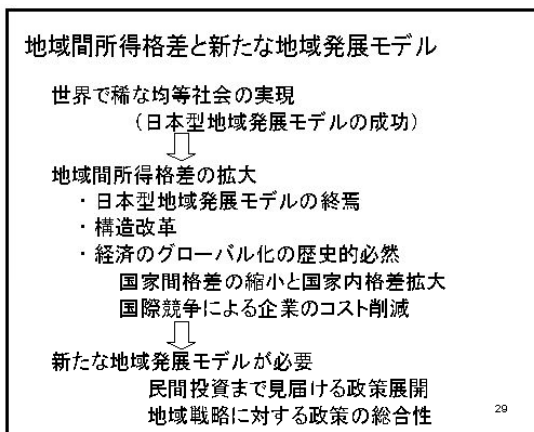 地域間所得格差と新たな地域発展モデル
世界で稀な均等社会の実現
（日本型地域発展モデルの成功）
地域間所得格差の拡大
・日本型地域発展モデルの終焉
・構造改革
・経済のグローバル化の歴史的必然
国家間格差の縮小と国家内格差拡大
国際競争による企業のコスト削減
新たな地域発展モデルが必要
民間投資まで見届ける政策展開
地域戦略に対する政策の総合性
29